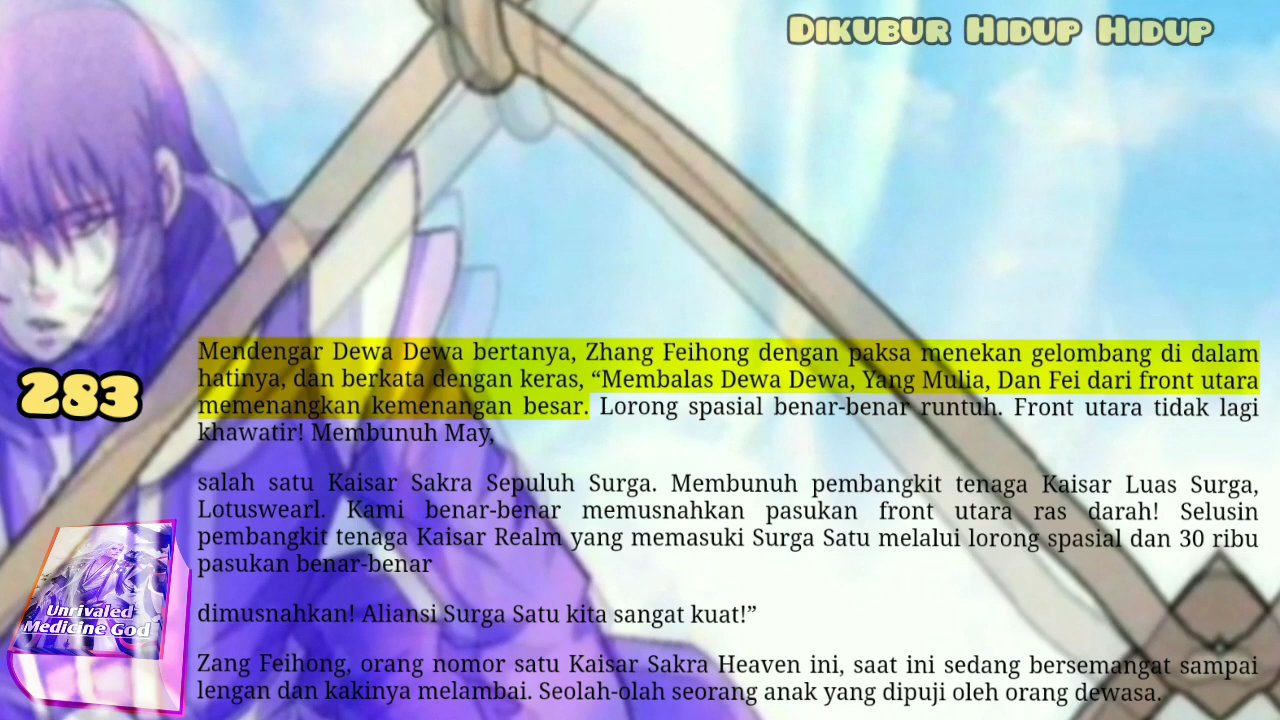 Dikubur Hidup Hidup
Mendengar Dewa Dewa bertanya, Zhang Feihong dengan paksa menekan gelombang di dalam
hatinya, dan berkata dengan keras, “Membalas Dewa Dewa, Yang Mulia, Dan Fei dari front utara
memenangkan kemenangan besar. Lorong spasial benar-benar runtuh. Front utara tidak lagi
khawatir! Membunuh May,
salah satu Kaisar Sakra Sepuluh Surga. Membunuh pembangkit tenaga Kaisar Luas Surga,
Lotuswearl. Kami benar-benar memusnahkan pasukan front utara ras darah! Selusin
pembangkit tenaga Kaisar Realm yang memasuki Surga Satu melalui lorong spasial dan 30 ribu
pasukan benar-benar
dimusnahkan! Aliansi Surga Satu kita sangat kuat!”
Zang Feihong, orang nomor satu Kaisar Sakra Heaven ini, saat ini sedang bersemangat sampai
lengan dan kakinya melambai. Seolah-olah seorang anak yang dipuji oleh orang dewasa.
283
Unrivaled
Medicine God